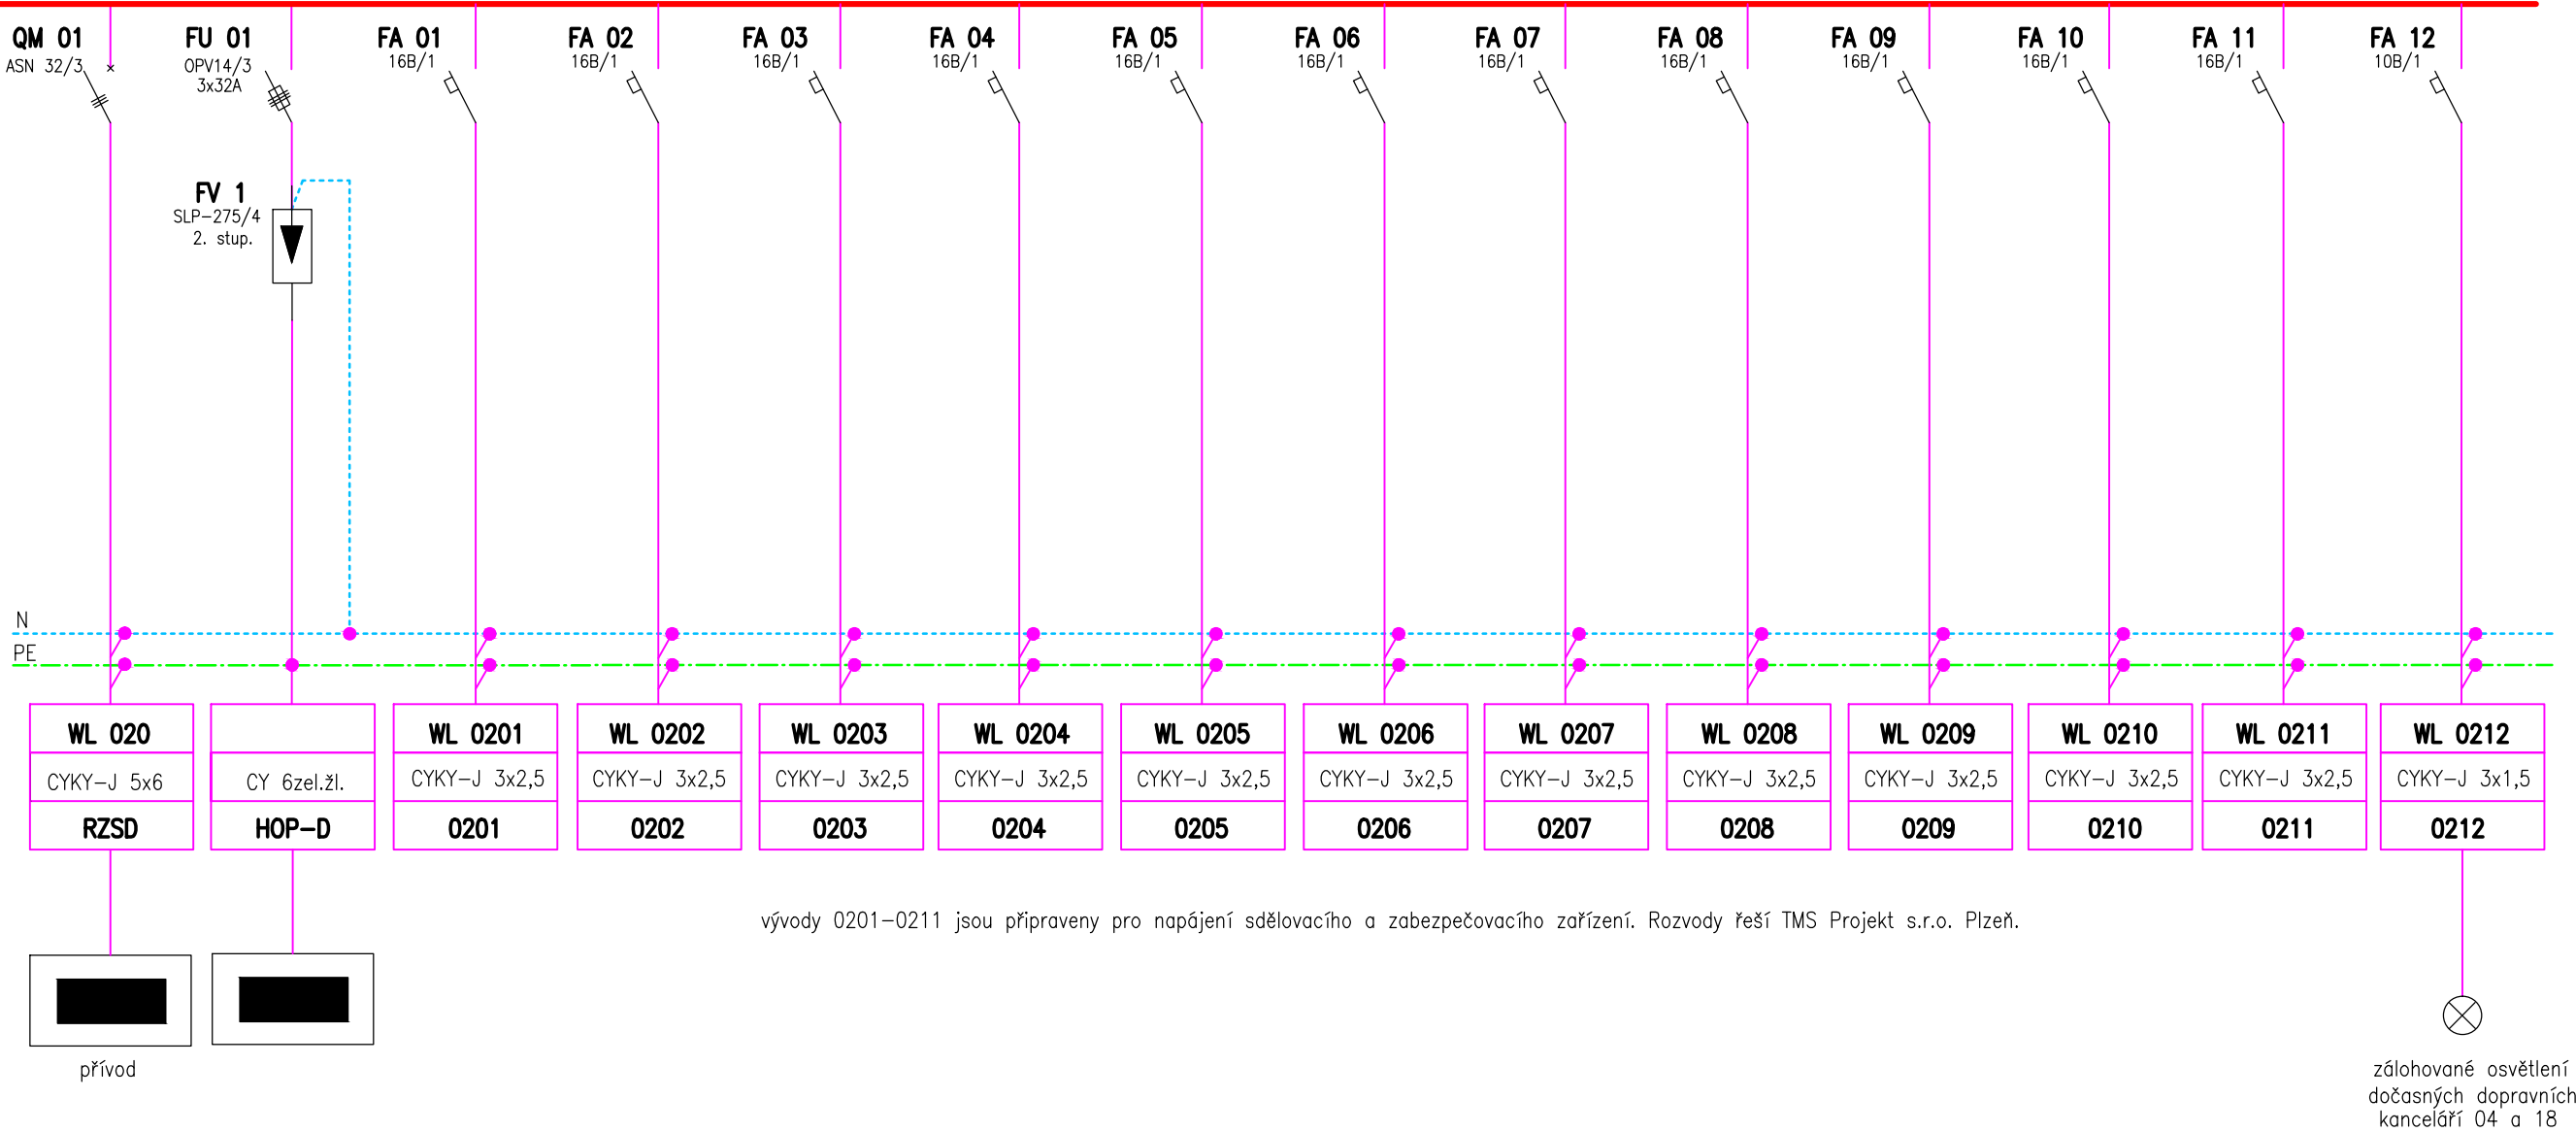 QM 01
ASN 32/3
FU 01
OPV14/3
3x32A
FA 01
16B/1
FA 02
16B/1
FA 03
16B/1
FA 04
16B/1
FA 05
16B/1
FA 06
16B/1
FA 07
16B/1
FA 08
16B/1
FA 09
16B/1
FA 10
16B/1
FA 11
16B/1
FA 12
10B/1
FV 1
SLP-275/4
2. stup.
N
PE
WL 020
CYKY-J 5x6
RZSD
CY 6zel.žl.
HOP-D
WL 0201
CYKY-J 3x2,5
0201
WL 0202
CYKY-J 3x2,5
0202
WL 0203
CYKY-J 3x2,5
0203
WL 0204
CYKY-J 3x2,5
0204
WL 0205
CYKY-J 3x2,5
0205
WL 0206
CYKY-J 3x2,5
0206
WL 0207
CYKY-J 3x2,5
0207
WL 0208
CYKY-J 3x2,5
0208
WL 0209
CYKY-J 3x2,5
0209
WL 0210
CYKY-J 3x2,5
0210
WL 0211
CYKY-J 3x2,5
0211
WL 0212
CYKY-J 3x1,5
0212
vývody 0201-0211 jsou připraveny pro napájení sdělovacího a zabezpečovacího zařízení. Rozvody řeší TMS Projekt s.r.o. Plzeň.
přívod
zálohované osvětlení
dočasných dopravních
kanceláří 04 a 18